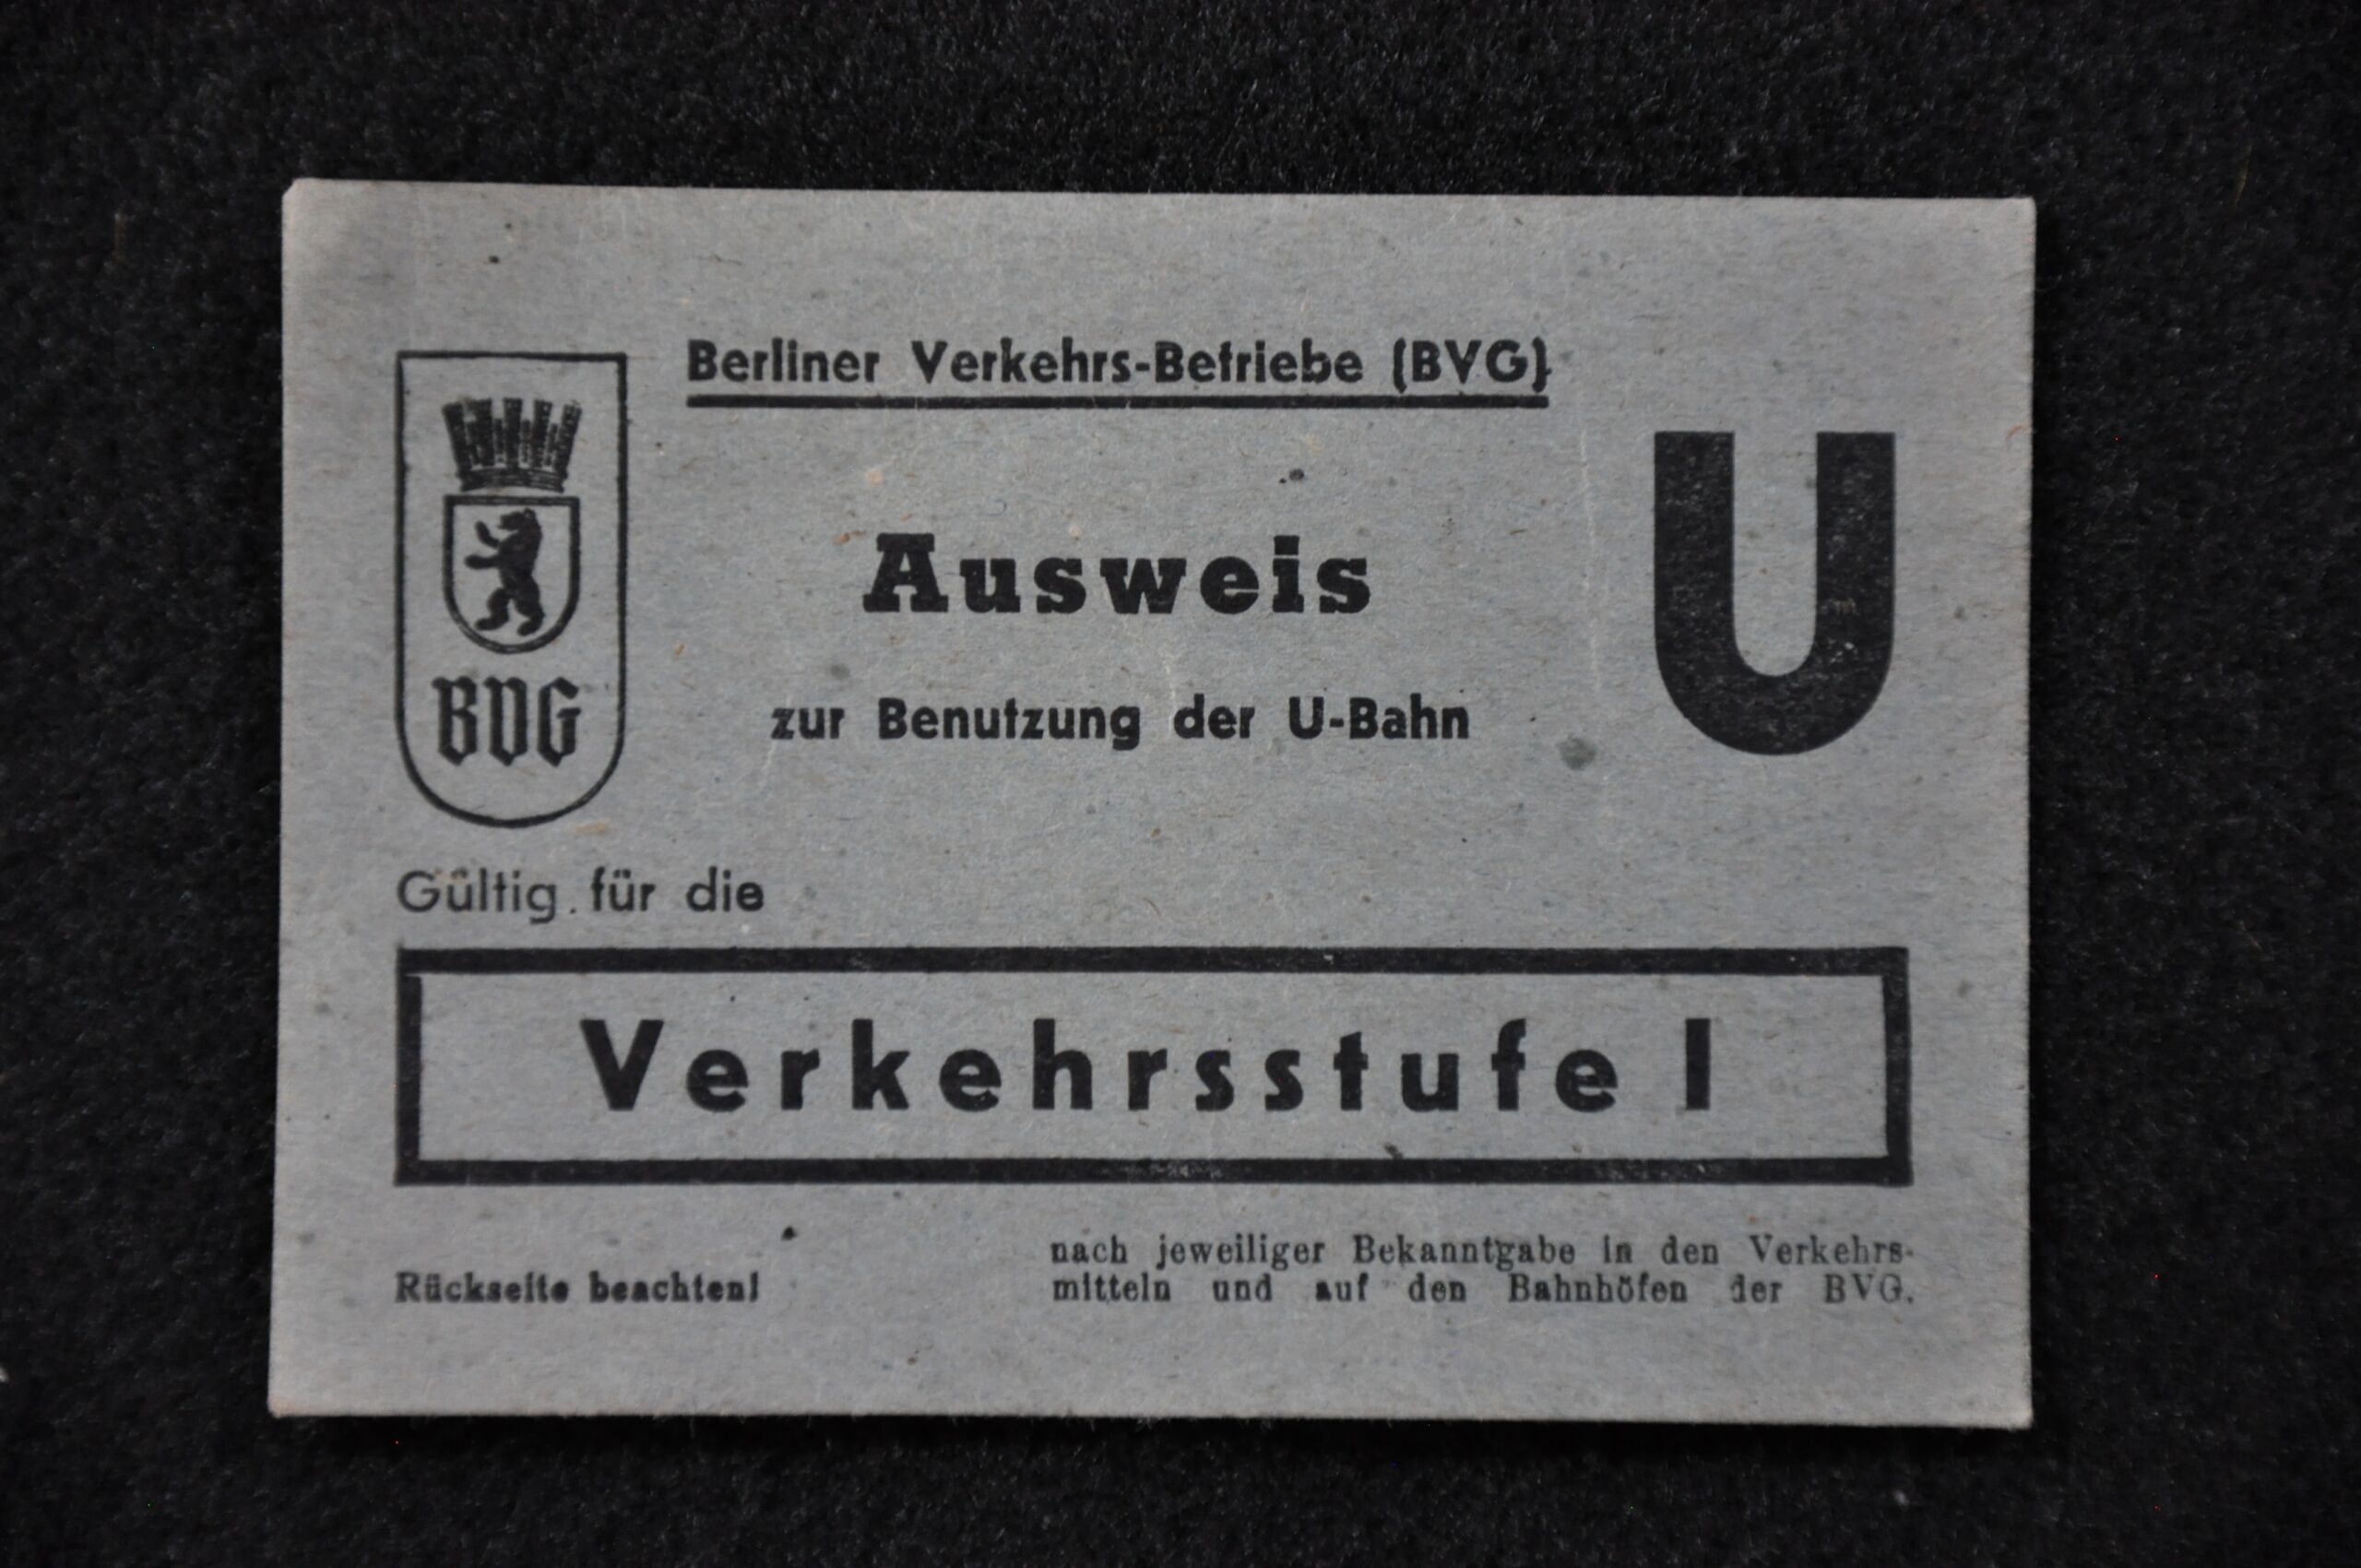 Berliner Verkehrs-Betriebe (BVG)
BVG
Ausweis
U
zur Benutzung der U-Bahn
Gültig für die
Verkehrsstufe I
Rückseite beachten!
nach jeweiliger Bekanntgabe in den Verkehrs-
mitteln und auf den Bahnhöfen der BVG.